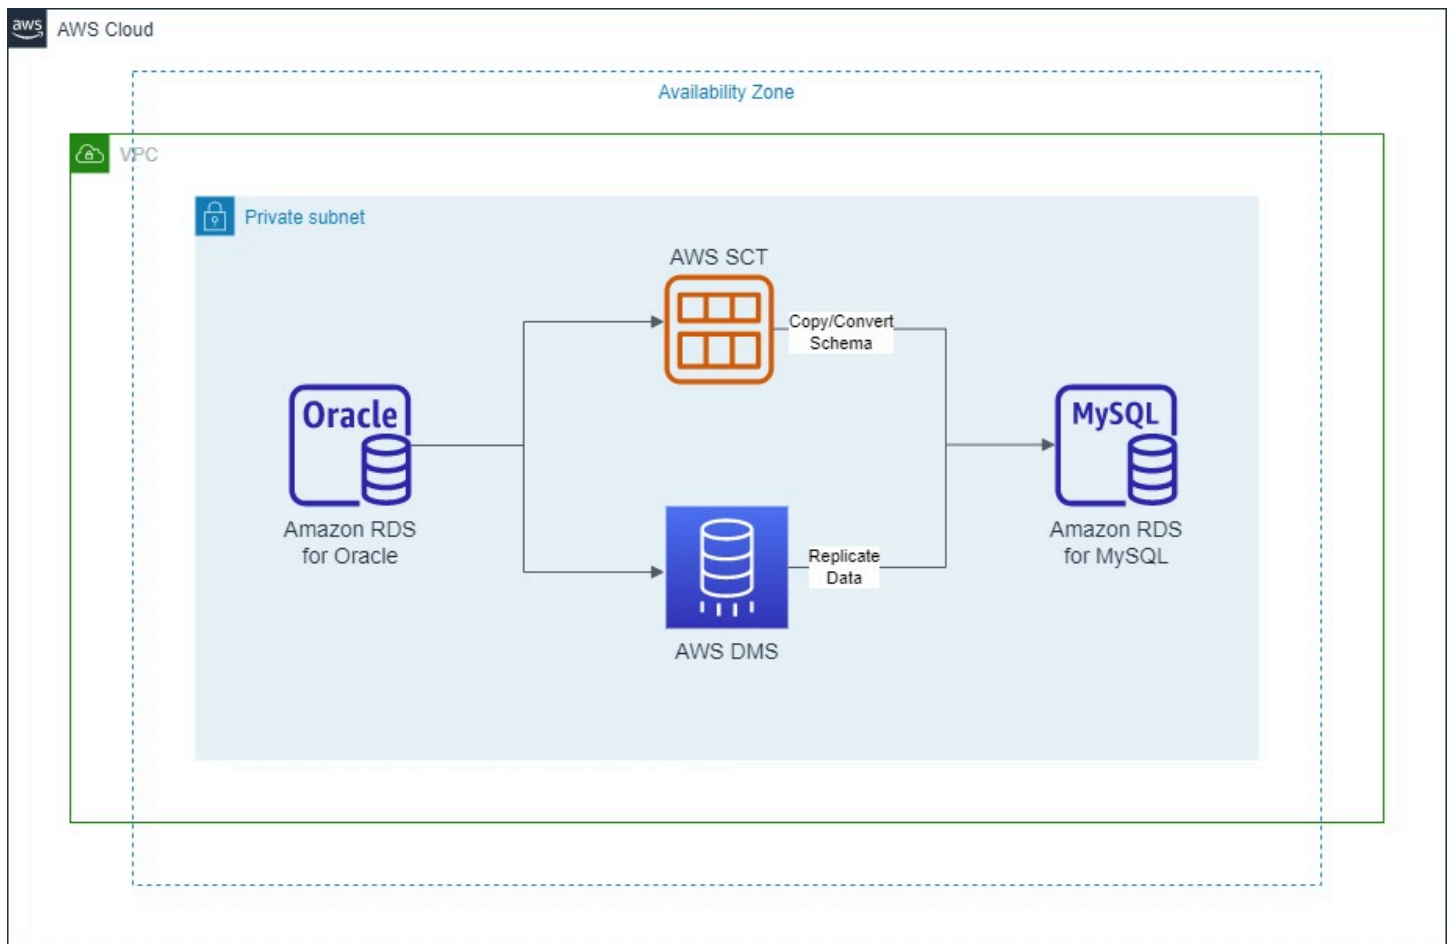 aws
AWS Cloud
Availability Zone
VPC
Private subnet
AWS SCT
Copy/Convert
Schema
Oracle
MySQL
Amazon RDS
for Oracle
Amazon RDS
for MySQL
Replicate
Data
AWS DMS